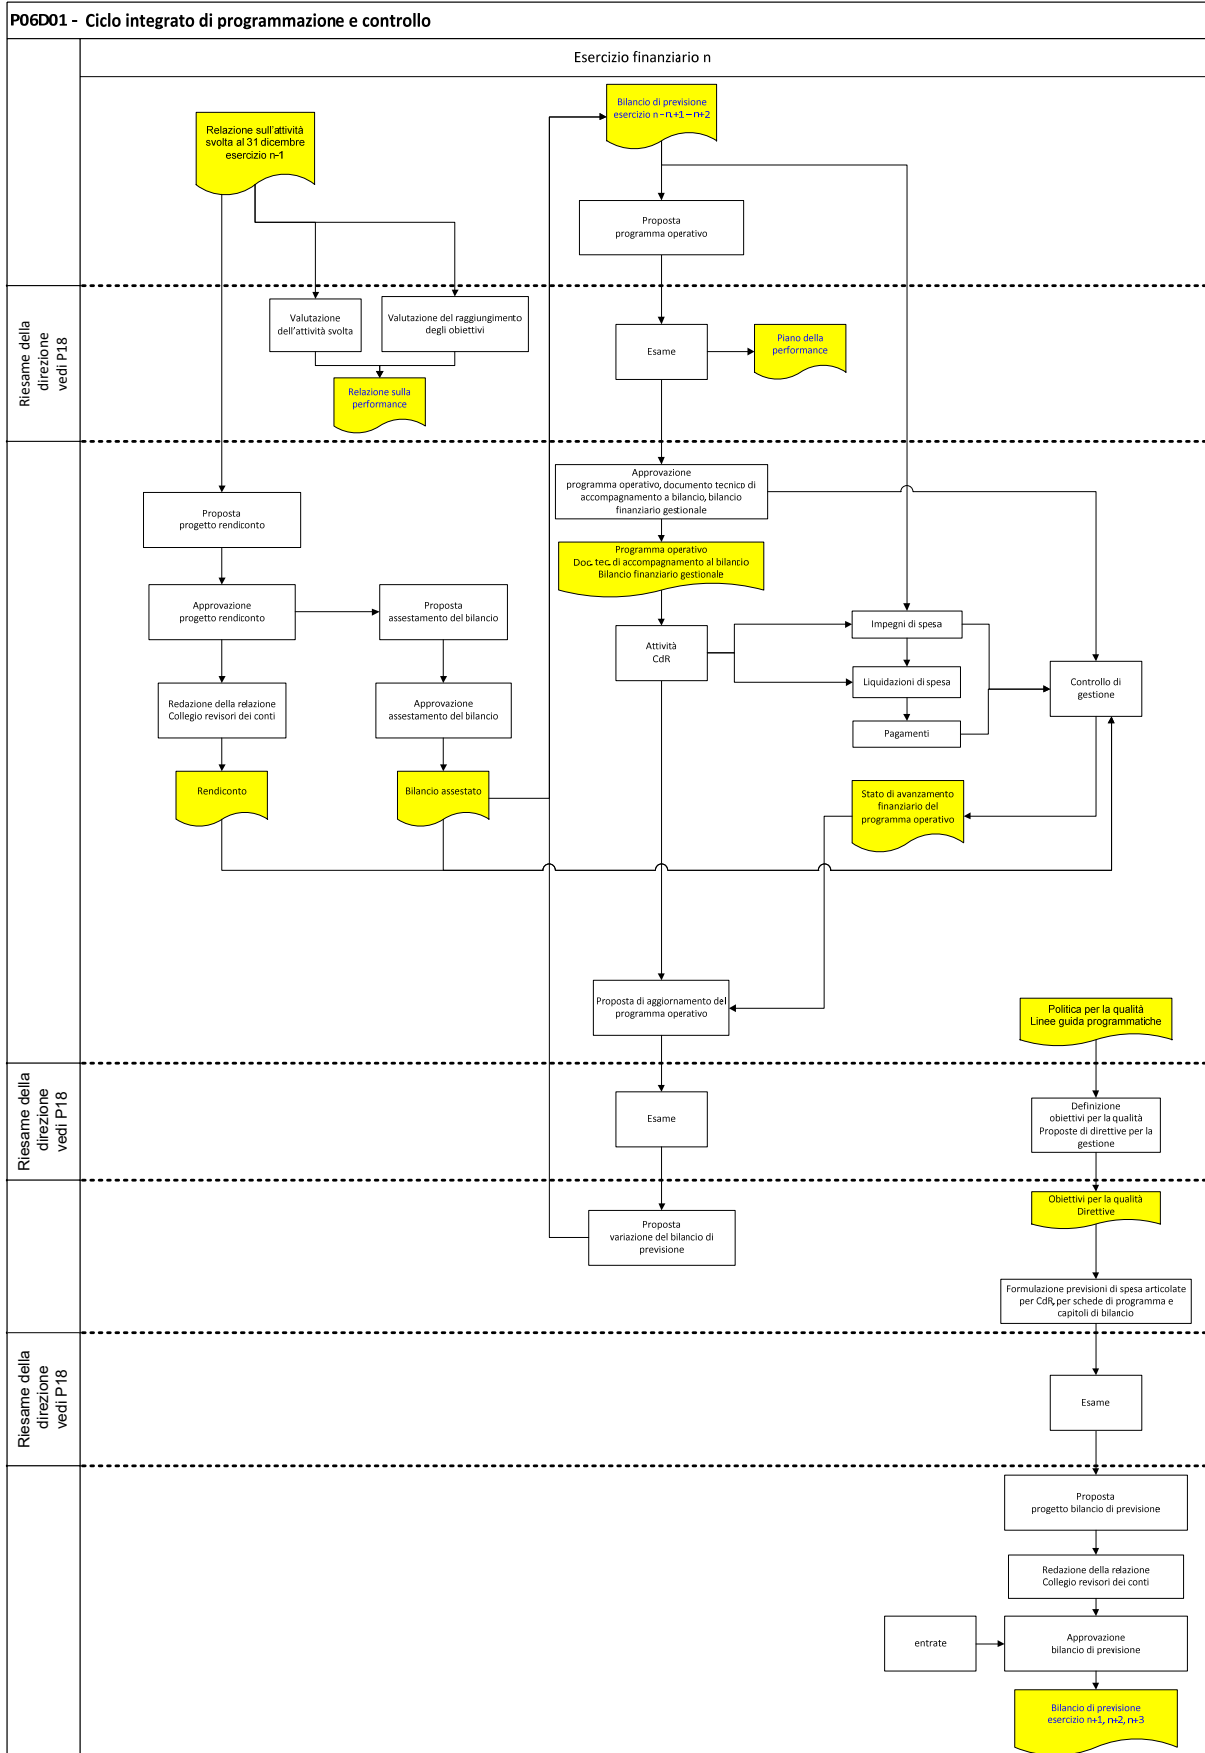 P06D01 - Ciclo integrato di programmazione e controllo
Esercizio finanziario n
Relazione sull'attività
svolta al 31 dicembre
esercizio n-1
Bilancio di previsione
esercizio n–n+1–n+2
Proposta
programma operativo
Riesame della
direzione
vedi P18
Valutazione
dell'attività svolta
Valutazione del raggiungimento
degli obiettivi
Esame
Piano della
performance
Relazione sulla
performance
Approvazione
programma operativo, documento tecnico di
accompagnamento a bilancio, bilancio
finanziario gestionale
Proposta
progetto rendiconto
Programma operativo
Doc. tec. di accompagnamento al bilancio
Bilancio finanziario gestionale
Approvazione
progetto rendiconto
Proposta
assestamento del bilancio
Attività
CdR
Impegni di spesa
Liquidazioni di spesa
Pagamenti
Controllo di
gestione
Redazione della relazione
Collegio revisori dei conti
Approvazione
assestamento del bilancio
Rendiconto
Bilancio assestato
Stato di avanzamento
finanziario del
programma operativo
Proposta di aggiornamento del
programma operativo
Politica per la qualità
Linee guida programmatiche
Riesame della
direzione
vedi P18
Esame
Definizione
obiettivi per la qualità
Proposte di direttive per la
gestione
Obiettivi per la qualità
Direttive
Proposta
variazione del bilancio di
previsione
Formulazione previsioni di spesa articolate
per CdR, per schede di programma e
capitoli di bilancio
Riesame della
direzione
vedi P18
Esame
Proposta
progetto bilancio di previsione
Redazione della relazione
Collegio revisori dei conti
entrate
Approvazione
bilancio di previsione
Bilancio di previsione
esercizio n+1, n+2, n+3